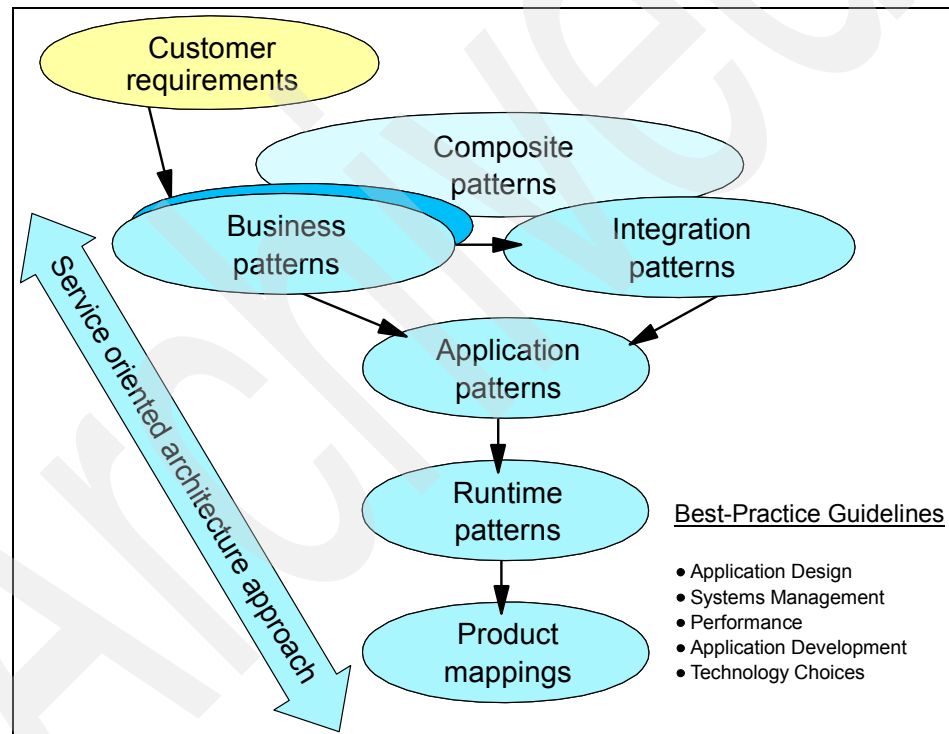 Customer
requirements
Composite
patterns
Business
patterns
Integration
patterns
Service oriented architecture approach
Application
patterns
Runtime
patterns
Product
mappings
Best-Practice Guidelines
• Application Design
• Systems Management
• Performance
• Application Development
• Technology Choices